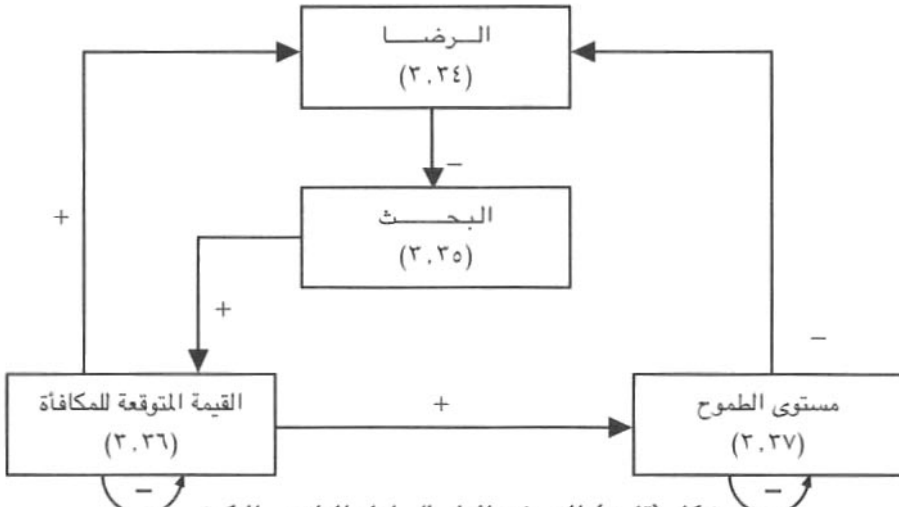 الرضا
(٣,٣٤)
−
البحث
(٣,٣٥)
+
+
−
القيمة المتوقعة للمكافأة
(٣,٣٦)
+
مستوى الطموح
(٣,٣٧)
−
−